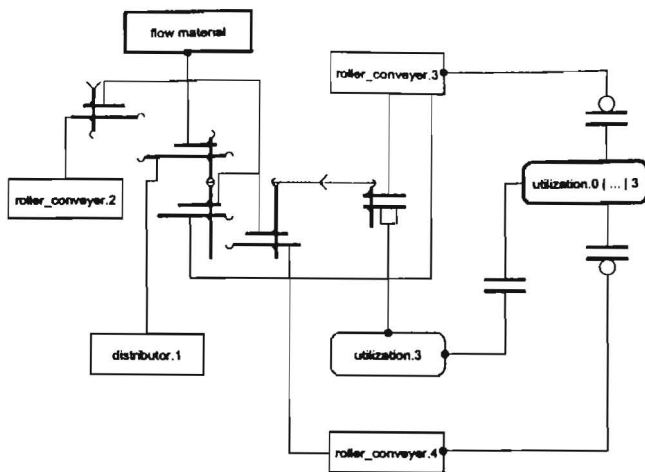 flow material
roller_conveyer.3
utilization.0 | ... | 3
roller_conveyer.2
distributor.1
utilization.3
roller_conveyer.4